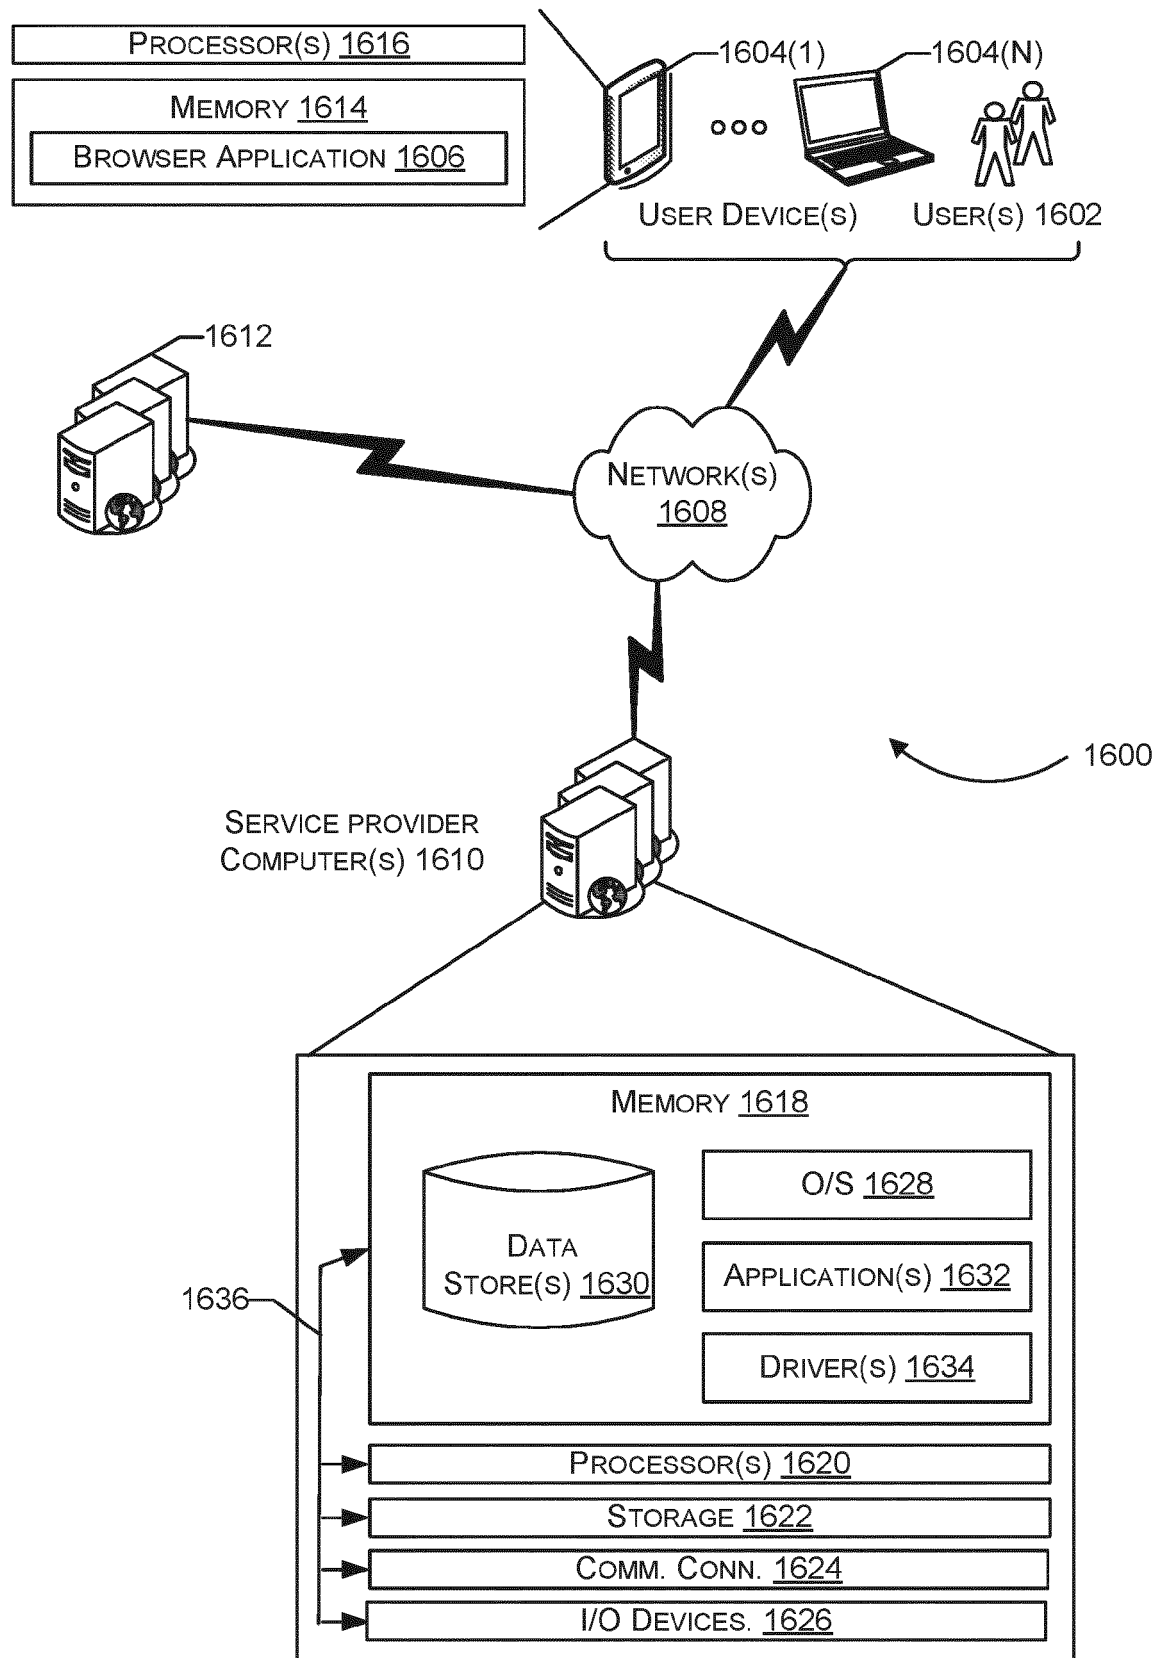 PROCESSOR(S) 1616
MEMORY 1614
BROWSER APPLICATION 1606
1604(1)
1604(N)
USER DEVICE(S)
USER(S) 1602
1612
NETWORK(S)
1608
1600
SERVICE PROVIDER
COMPUTER(S) 1610
MEMORY 1618
DATA
STORE(S) 1630
O/S 1628
APPLICATION(S) 1632
DRIVER(S) 1634
1636
PROCESSOR(S) 1620
STORAGE 1622
COMM. CONN. 1624
I/O DEVICES. 1626